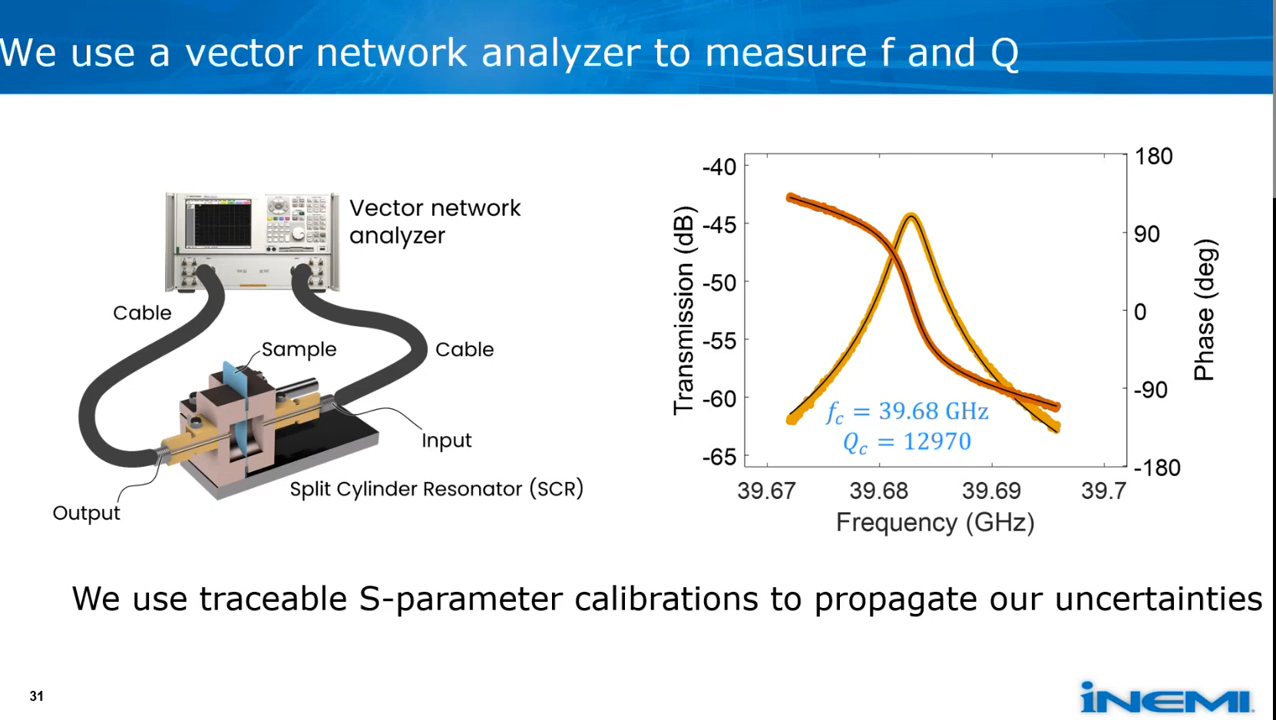 We use a vector network analyzer to measure f and Q
Vector network
analyzer
Cable
Sample
Cable
Input
Split Cylinder Resonator (SCR)
Output
Transmission (dB)
-40
-45
-50
-55
-60
-65
180
90
0
-90
-180
Phase (deg)
f_c = 39.68 GHz
Q_c = 12970
39.67
39.68
39.69
39.7
Frequency (GHz)
We use traceable S-parameter calibrations to propagate our uncertainties
31
iNEMI